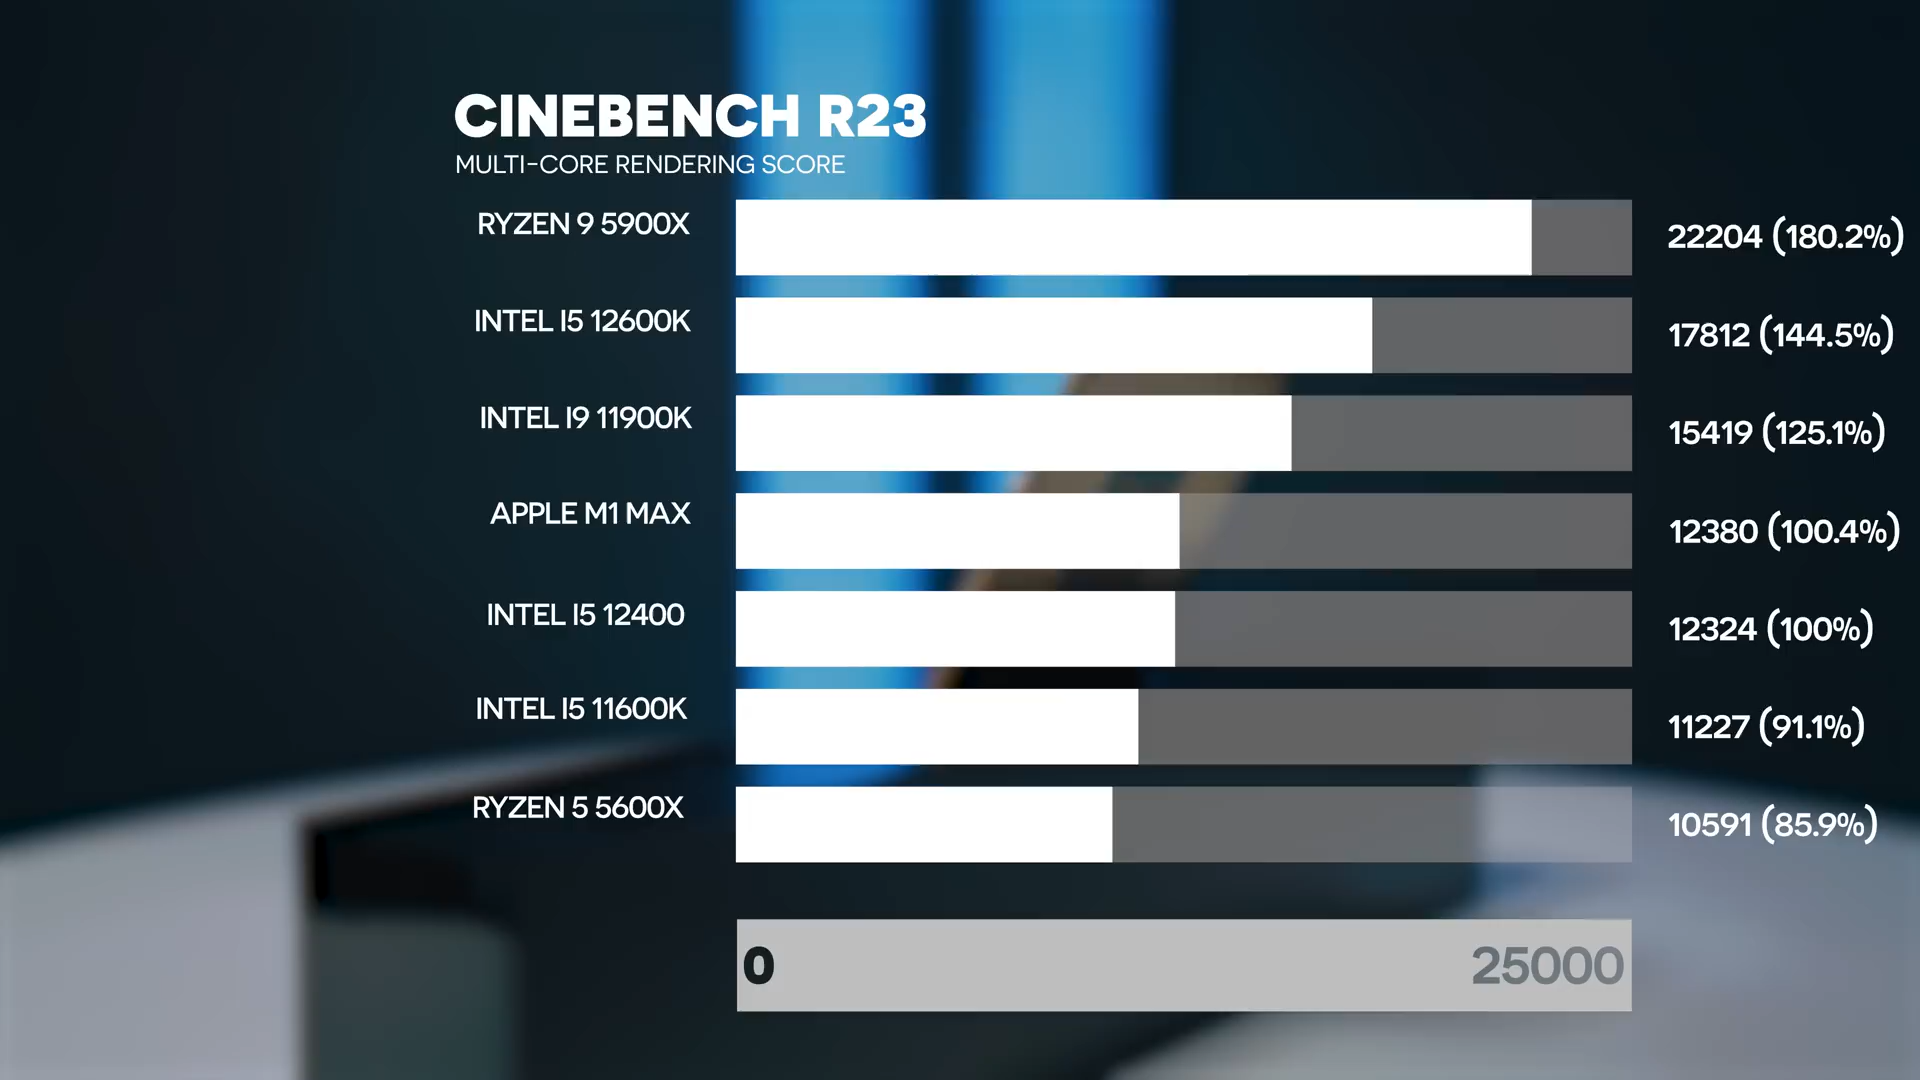 CINEBENCH R23
MULTI-CORE RENDERING SCORE
RYZEN 9 5900X 22204 (180.2%)
INTEL I5 12600K 17812 (144.5%)
INTEL I9 11900K 15419 (125.1%)
APPLE M1 MAX 12380 (100.4%)
INTEL I5 12400 12324 (100%)
INTEL I5 11600K 11227 (91.1%)
RYZEN 5 5600X 10591 (85.9%)
0 25000